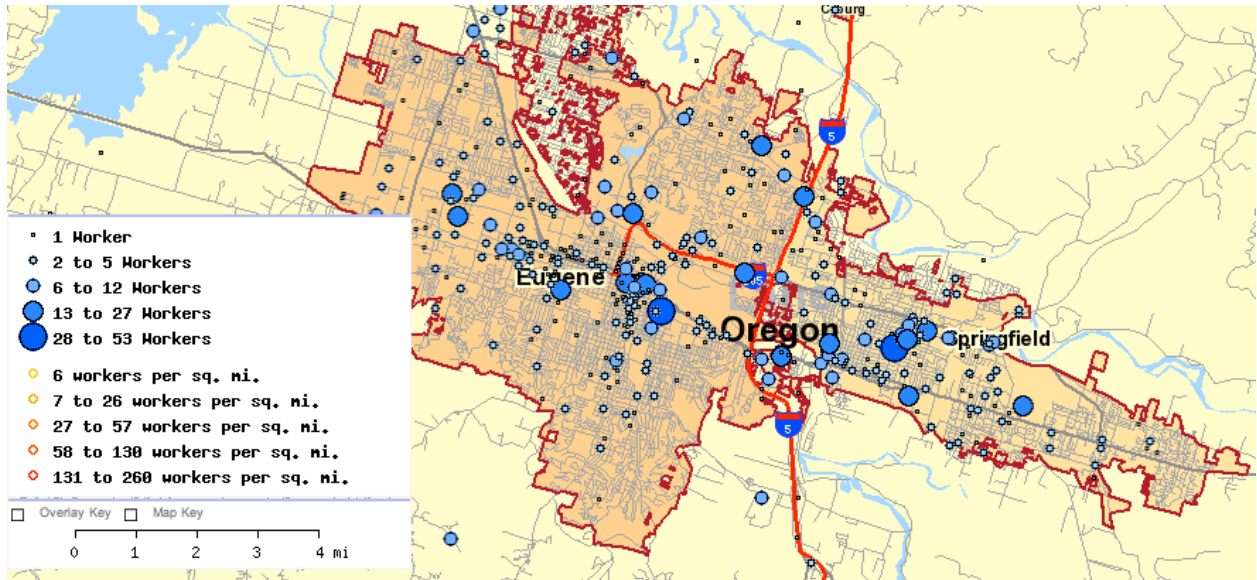 Coburg
5
Eugene
105
Oregon
Springfield
5
1 Worker
2 to 5 Workers
6 to 12 Workers
13 to 27 Workers
28 to 53 Workers
6 workers per sq. mi.
7 to 26 workers per sq. mi.
27 to 57 workers per sq. mi.
58 to 130 workers per sq. mi.
131 to 260 workers per sq. mi.
Overlay Key Map Key
0 1 2 3 4 mi